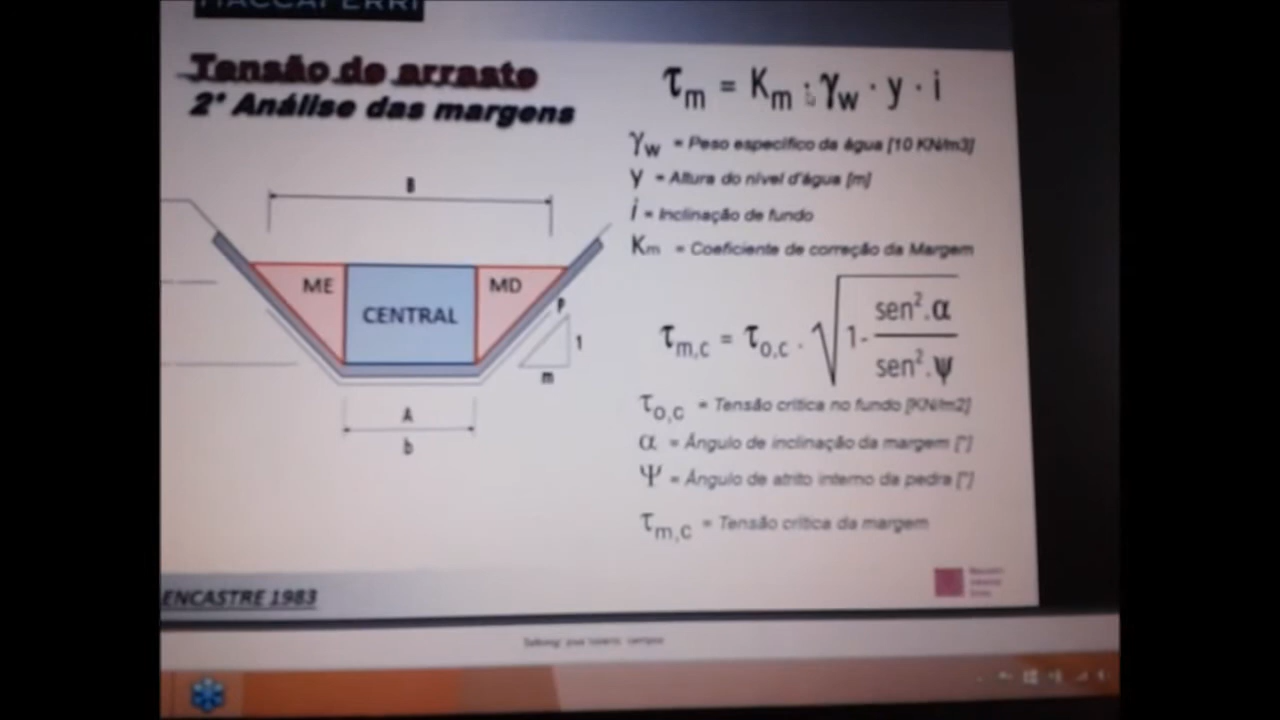 MACCAFERRI
Tensão de arraste
2° Análise das margens
B
ME
CENTRAL
MD
P
1
m
A
b
τm = Km · γw · y · i
γw = Peso específico da água [10 KN/m3]
y = Altura do nível d'água [m]
i = Inclinação de fundo
Km = Coeficiente de correção da Margem
τm,c = τo,c · √1- sen².α / sen².ψ
τo,c = Tensão crítica no fundo [KN/m2]
α = Ângulo de inclinação da margem [°]
Ψ = Ângulo de atrito interno da pedra [°]
τm,c = Tensão crítica da margem
ENCASTRE 1983